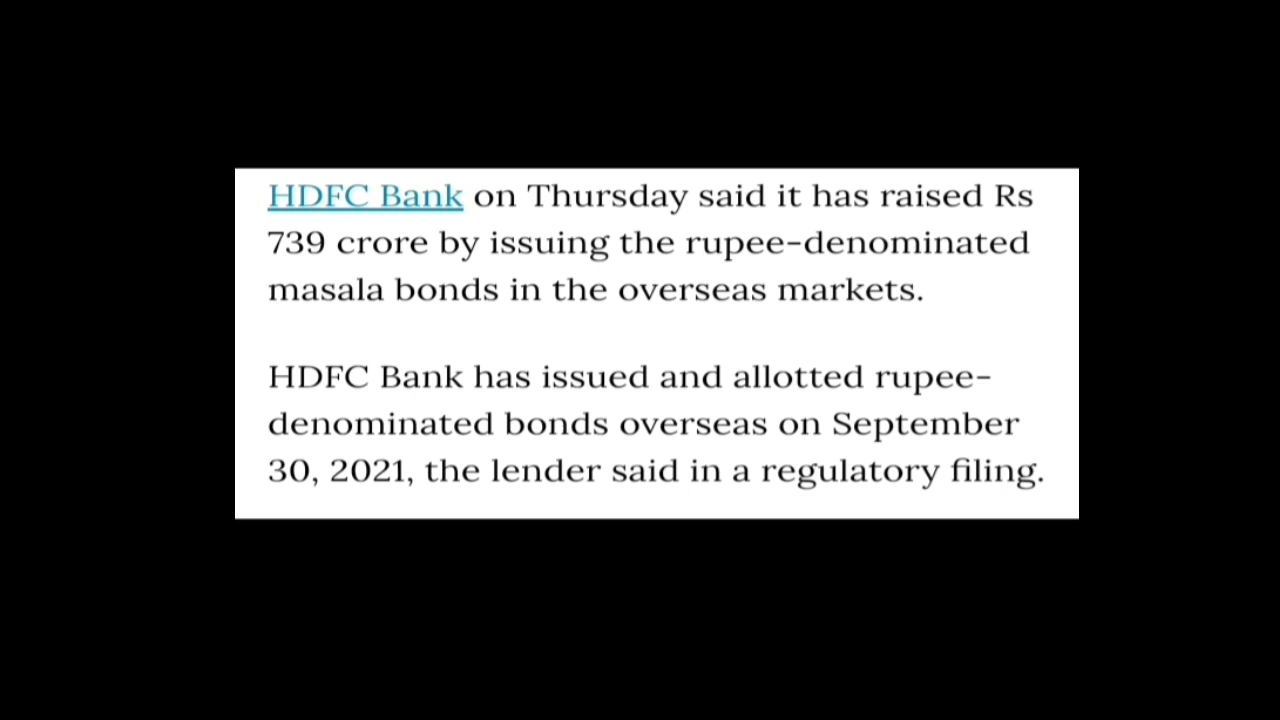 HDFC Bank on Thursday said it has raised Rs
739 crore by issuing the rupee-denominated
masala bonds in the overseas markets.
HDFC Bank has issued and allotted rupee-
denominated bonds overseas on September
30, 2021, the lender said in a regulatory filing.